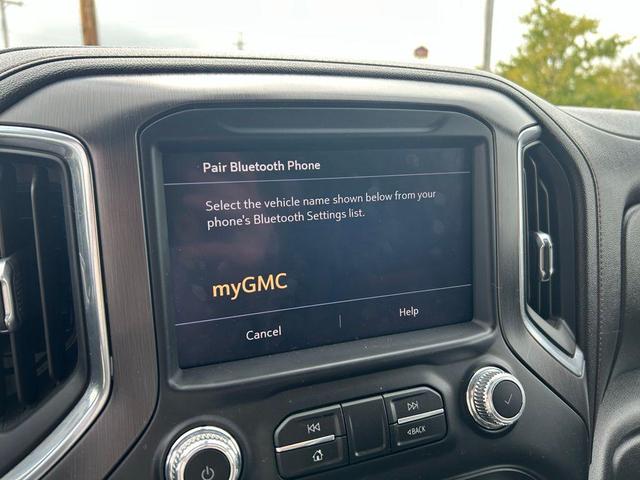 Pair Bluetooth Phone
Select the vehicle name shown below from your
phone's Bluetooth Settings list.
myGMC
Cancel
Help
BACK